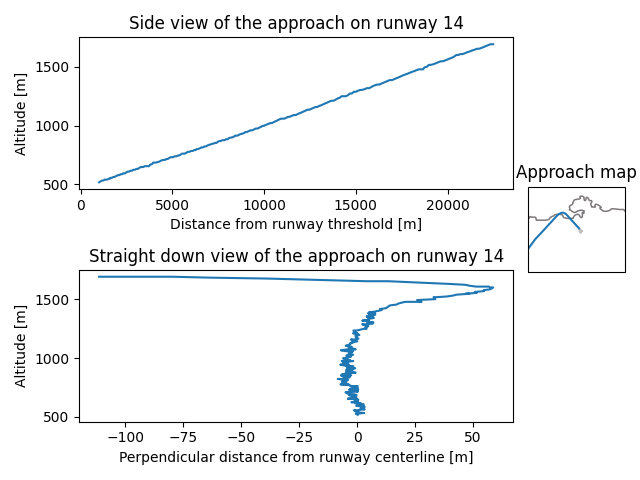 Side view of the approach on runway 14
Altitude [m]
1500
1000
500
0
5000
10000
15000
20000
Distance from runway threshold [m]
Approach map
Straight down view of the approach on runway 14
Altitude [m]
1500
1000
500
−100
−75
−50
−25
0
25
50
Perpendicular distance from runway centerline [m]